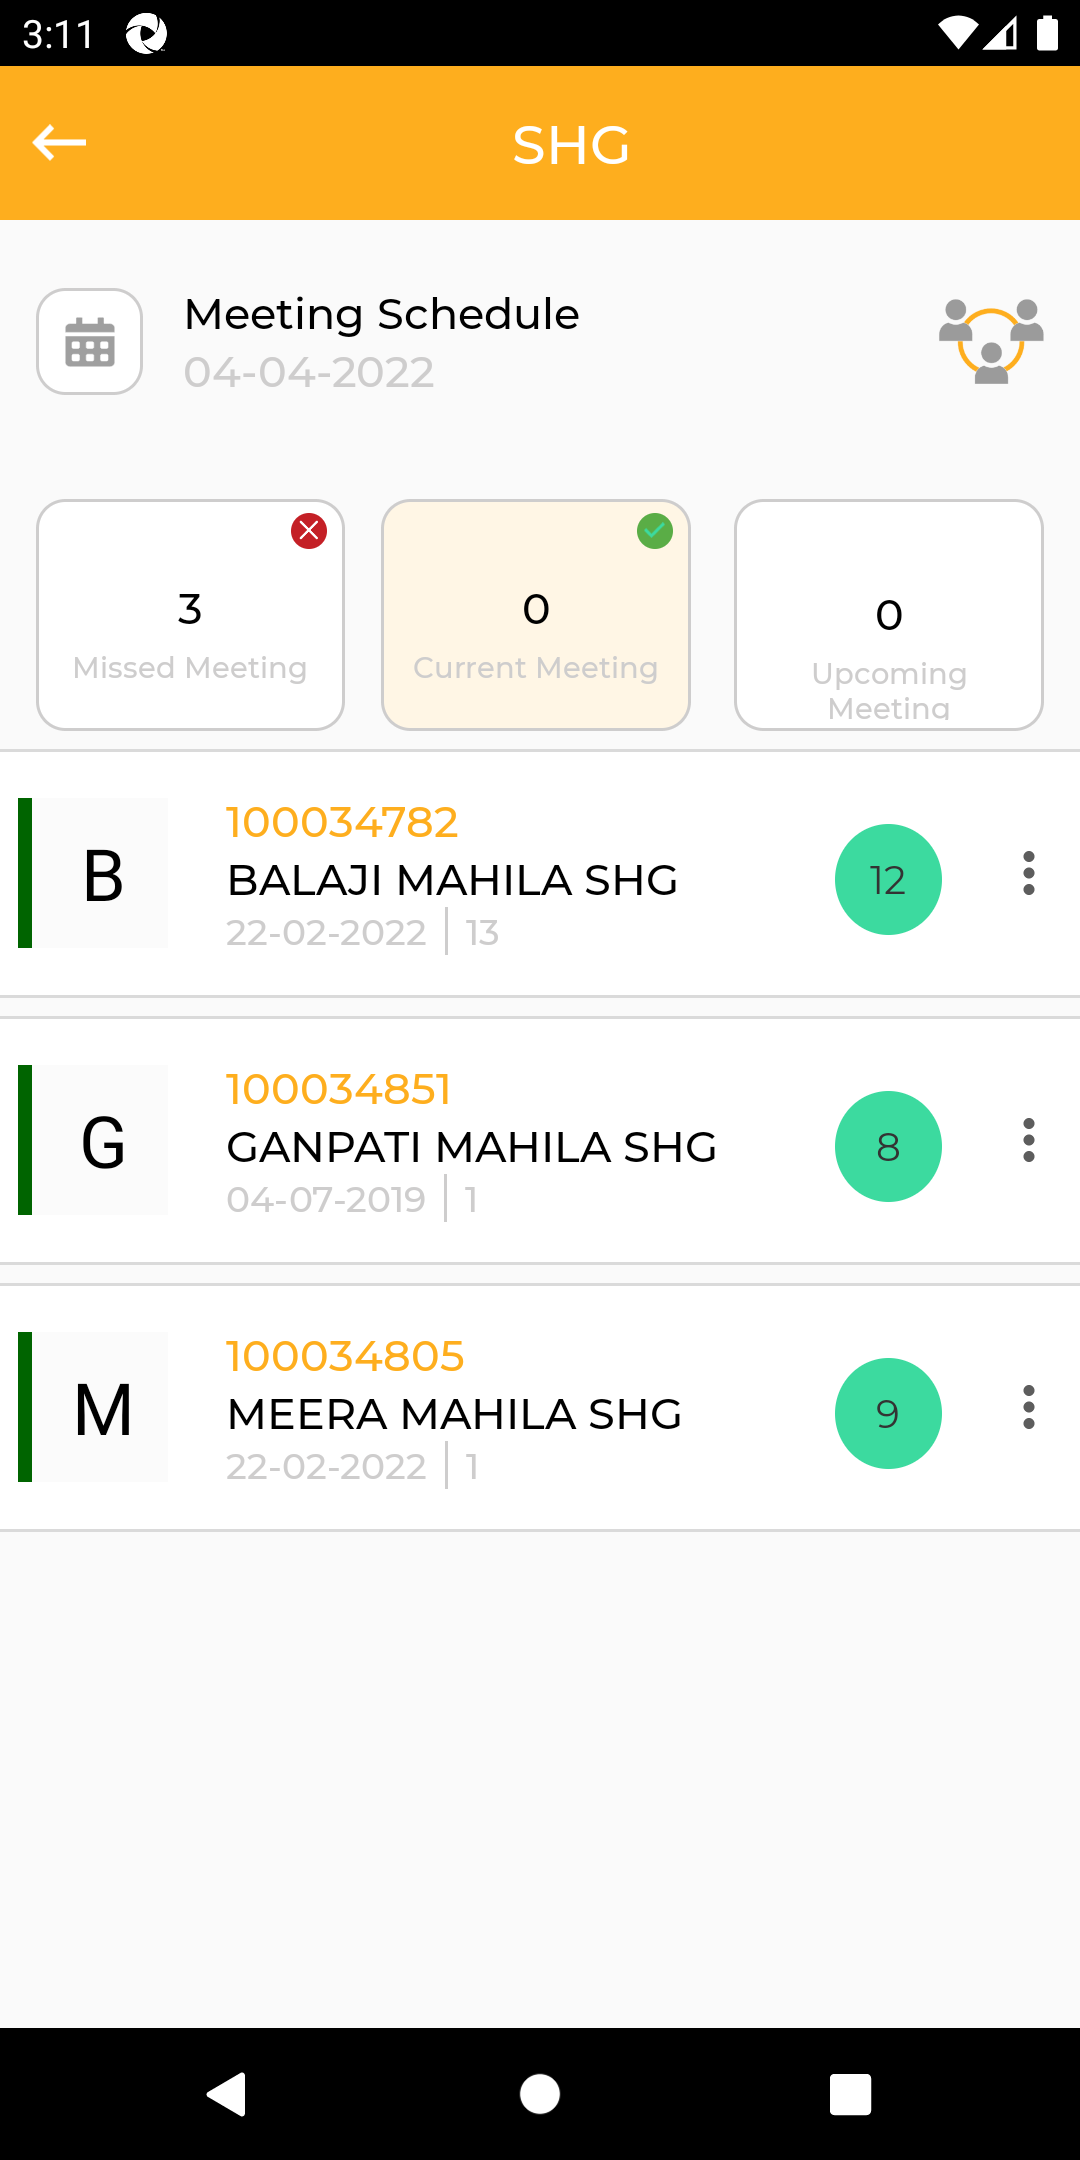 3:11
SHG
Meeting Schedule
04-04-2022
3
Missed Meeting
0
Current Meeting
0
Upcoming
Meeting
B
100034782
BALAJI MAHILA SHG
22-02-2022 | 13
12
G
100034851
GANPATI MAHILA SHG
04-07-2019 | 1
8
M
100034805
MEERA MAHILA SHG
22-02-2022 | 1
9